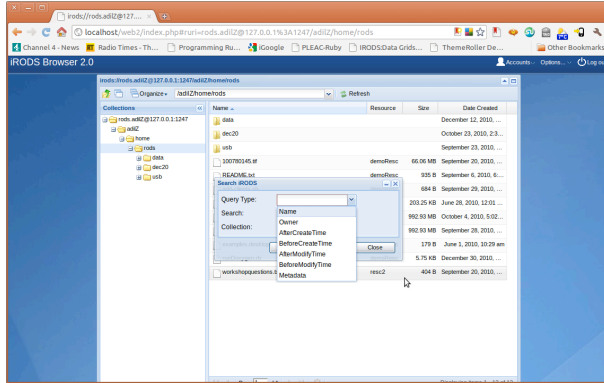 irods://rods.adilZ@127....
localhost/web2/index.php#ruri=rods.adilZ@127.0.0.1%3A1247/adilZ/home/rods
Channel 4 - News Radio Times - Th... Programming Ru... Google PLEAC-Ruby IRODS:Data Grids... ThemeRoller De... Other Bookmarks
iRODS Browser 2.0 Accounts Options... Log ou
irods://rods.adilZ@127.0.0.1:1247/adilZ/home/rods
Organize /adilZ/home/rods Refresh
Collections Name Resource Size Date Created
rods.adilZ@127.0.0.1:1247
adilZ
home
rods
data
dec20
usb
data December 12, 2010, ...
dec20 October 23, 2010, 2:3...
usb September 23, 2010, ...
100780145.tif demoResc 66.06 MB September 20, 2010, ...
README.txt demoResc 935 B September 6, 2010, 6:...
684 B September 29, 2010, ...
203.25 KB June 28, 2010, 12:01 ...
992.93 MB October 4, 2010, 5:02...
992.93 MB September 28, 2010, ...
179 B June 1, 2010, 10:29 am
5.75 KB December 30, 2010, ...
workshopquestions.t resc2 404 B September 20, 2010, ...
Search iRODS
Query Type:
Search:
Collection:
Name
Owner
AfterCreateTime
BeforeCreateTime
AfterModifyTime
BeforeModifyTime
Metadata
Close